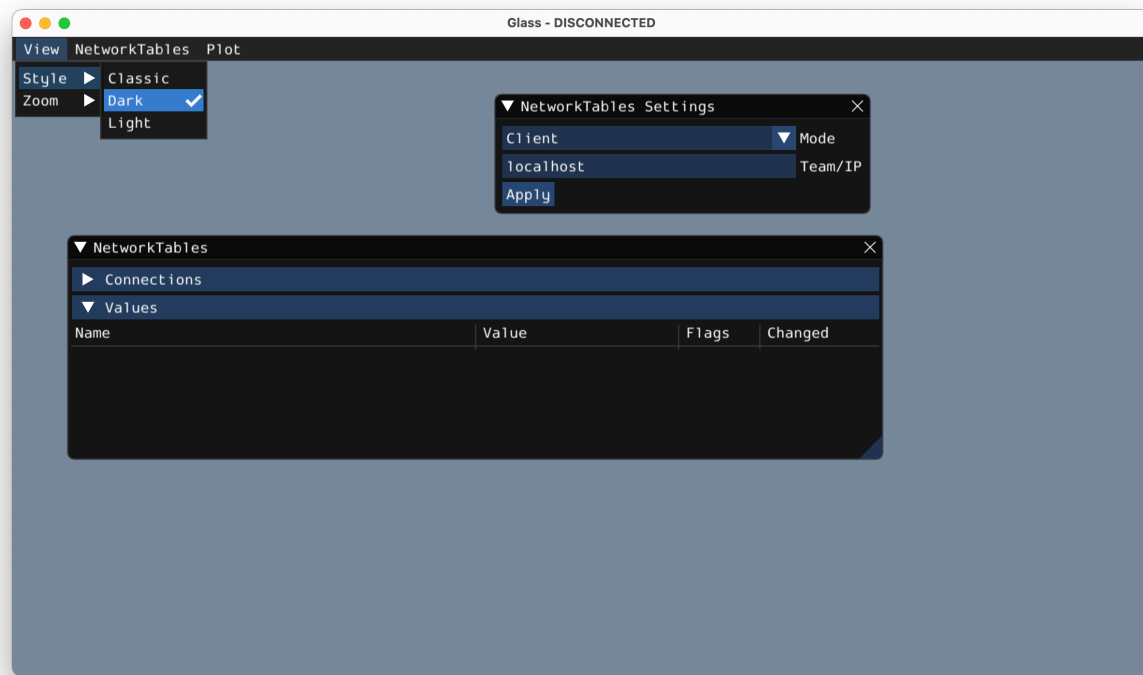 Glass - DISCONNECTED
View NetworkTables Plot
Style Classic
Zoom Dark
Light
NetworkTables Settings
Client Mode
localhost Team/IP
Apply
NetworkTables
Connections
Values
Name Value Flags Changed